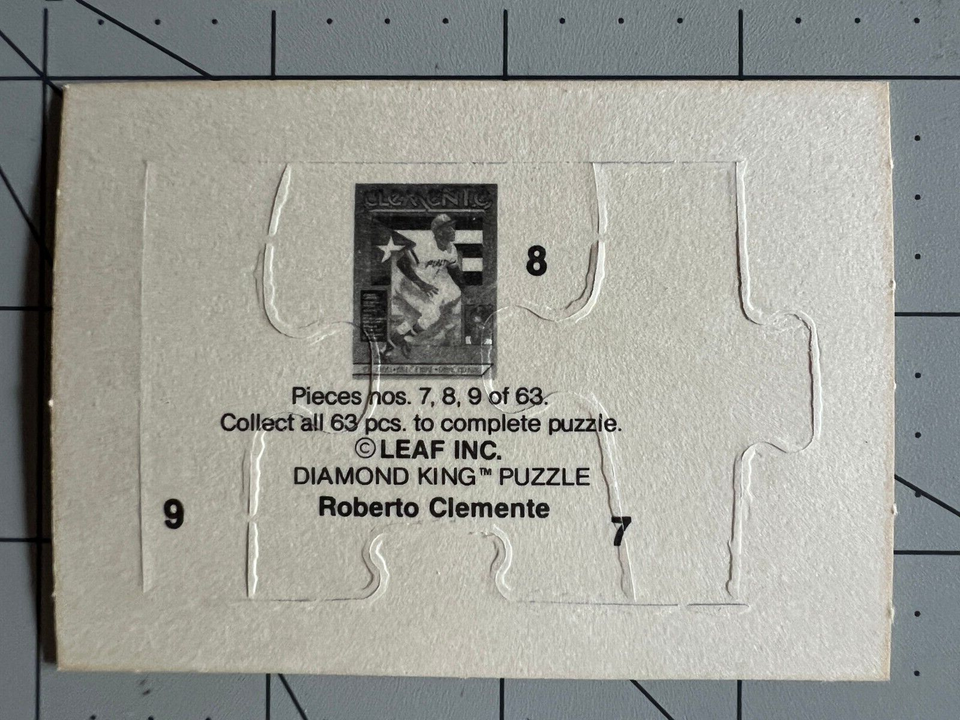 CLEMENTE
8
Pieces nos. 7, 8, 9 of 63.
Collect all 63 pcs. to complete puzzle.
©LEAF INC.
DIAMOND KING™ PUZZLE
Roberto Clemente
9
7